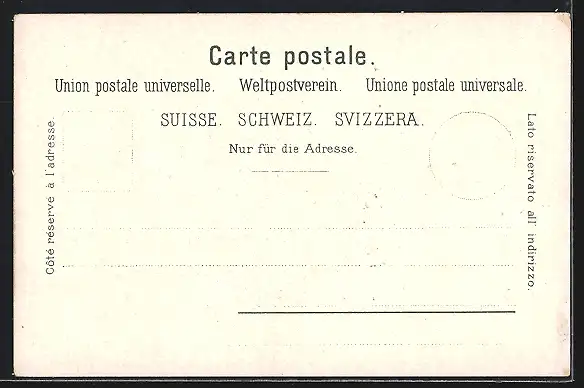 Carte postale.
Union postale universelle. Weltpostverein. Unione postale universale.
SUISSE. SCHWEIZ. SVIZZERA.
Nur für die Adresse.
Côté réservé à l'adresse.
Lato riservato all' indirizzo.